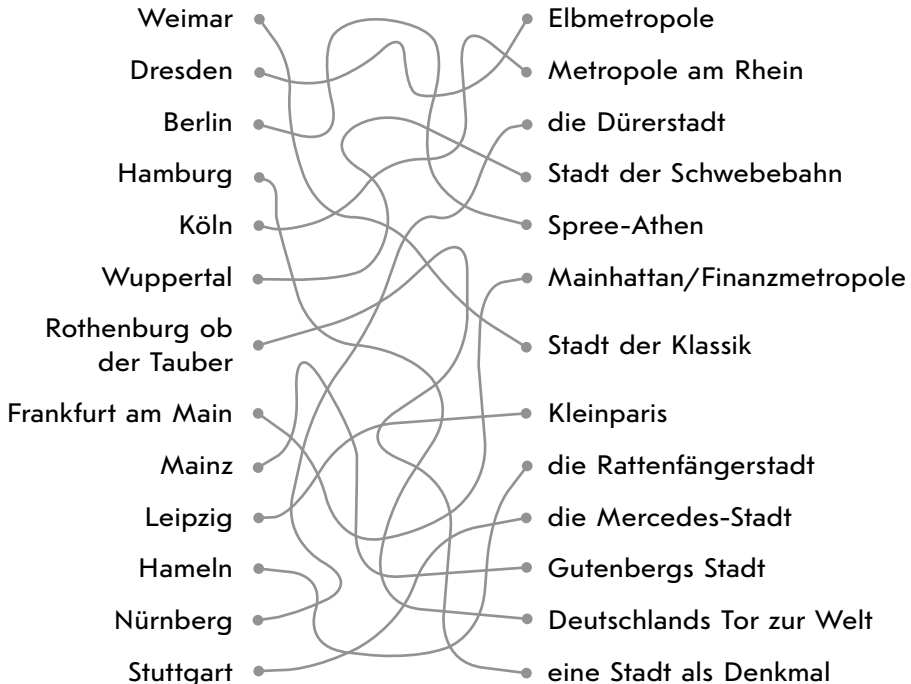 Weimar
Elbmetropole
Dresden
Metropole am Rhein
Berlin
die Dürerstadt
Hamburg
Stadt der Schwebebahn
Köln
Spree-Athen
Wuppertal
Mainhattan/Finanzmetropole
Rothenburg ob
der Tauber
Stadt der Klassik
Frankfurt am Main
Kleinparis
Mainz
die Rattenfängerstadt
Leipzig
die Mercedes-Stadt
Hameln
Gutenbergs Stadt
Nürnberg
Deutschlands Tor zur Welt
Stuttgart
eine Stadt als Denkmal